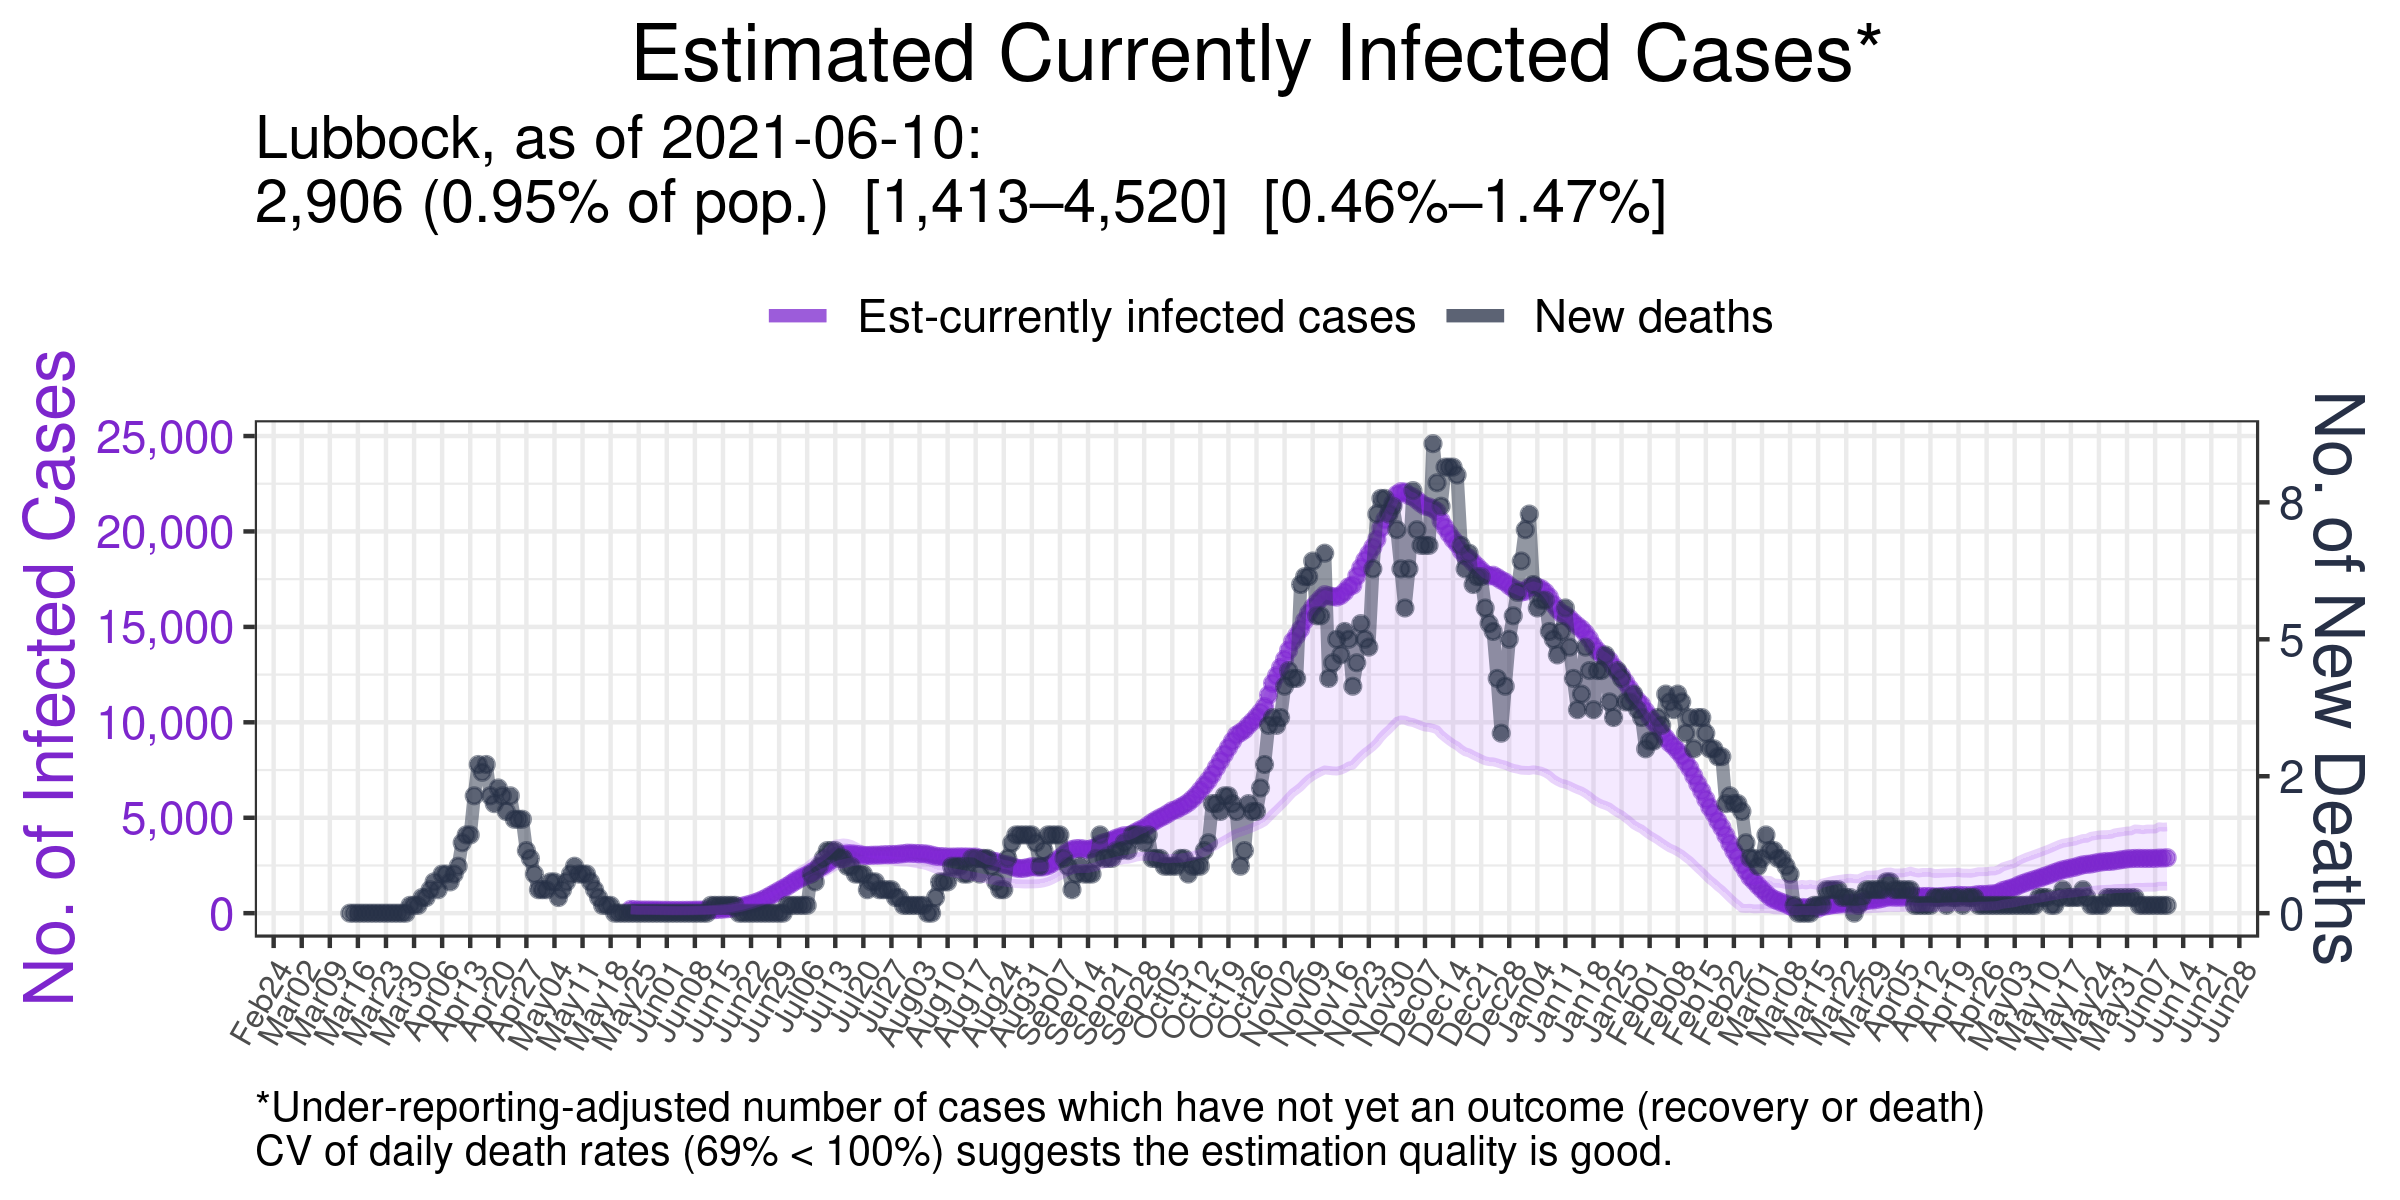 Estimated Currently Infected Cases*
Lubbock, as of 2021-06-10:
2,906 (0.95% of pop.)  [1,413–4,520]  [0.46%–1.47%]
Est-currently infected cases
New deaths
No. of Infected Cases
25,000
20,000
15,000
10,000
5,000
0
No. of New Deaths
8
5
2
0
Feb24
Mar02
Mar09
Mar16
Mar23
Mar30
Apr06
Apr13
Apr20
Apr27
May04
May11
May18
May25
Jun01
Jun08
Jun15
Jun22
Jun29
Jul06
Jul13
Jul20
Jul27
Aug03
Aug10
Aug17
Aug24
Aug31
Sep07
Sep14
Sep21
Sep28
Oct05
Oct12
Oct19
Oct26
Nov02
Nov09
Nov16
Nov23
Nov30
Dec07
Dec14
Dec21
Dec28
Jan04
Jan11
Jan18
Jan25
Feb01
Feb08
Feb15
Feb22
Mar01
Mar08
Mar15
Mar22
Mar29
Apr05
Apr12
Apr19
Apr26
May03
May10
May17
May24
May31
Jun07
Jun14
Jun21
Jun28
*Under-reporting-adjusted number of cases which have not yet an outcome (recovery or death)
CV of daily death rates (69% < 100%) suggests the estimation quality is good.